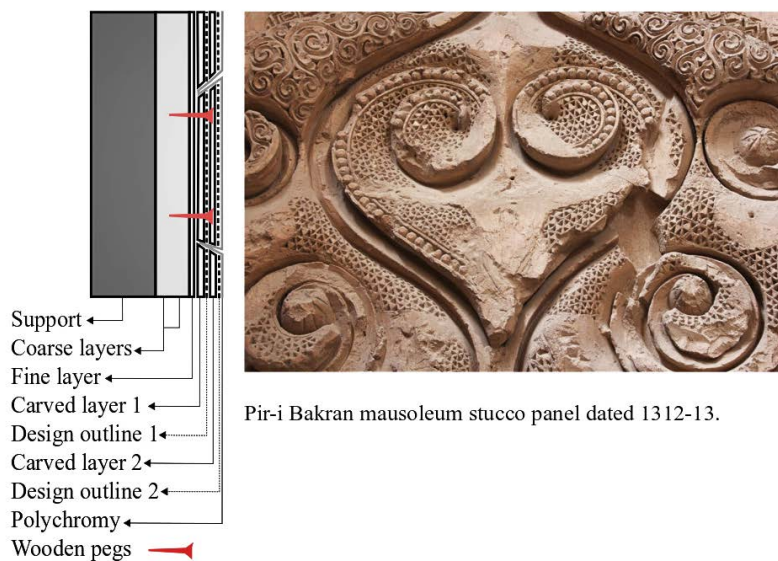 Support
Coarse layers
Fine layer
Carved layer 1
Design outline 1
Carved layer 2
Design outline 2
Polychromy
Wooden pegs
Pir-i Bakran mausoleum stucco panel dated 1312-13.